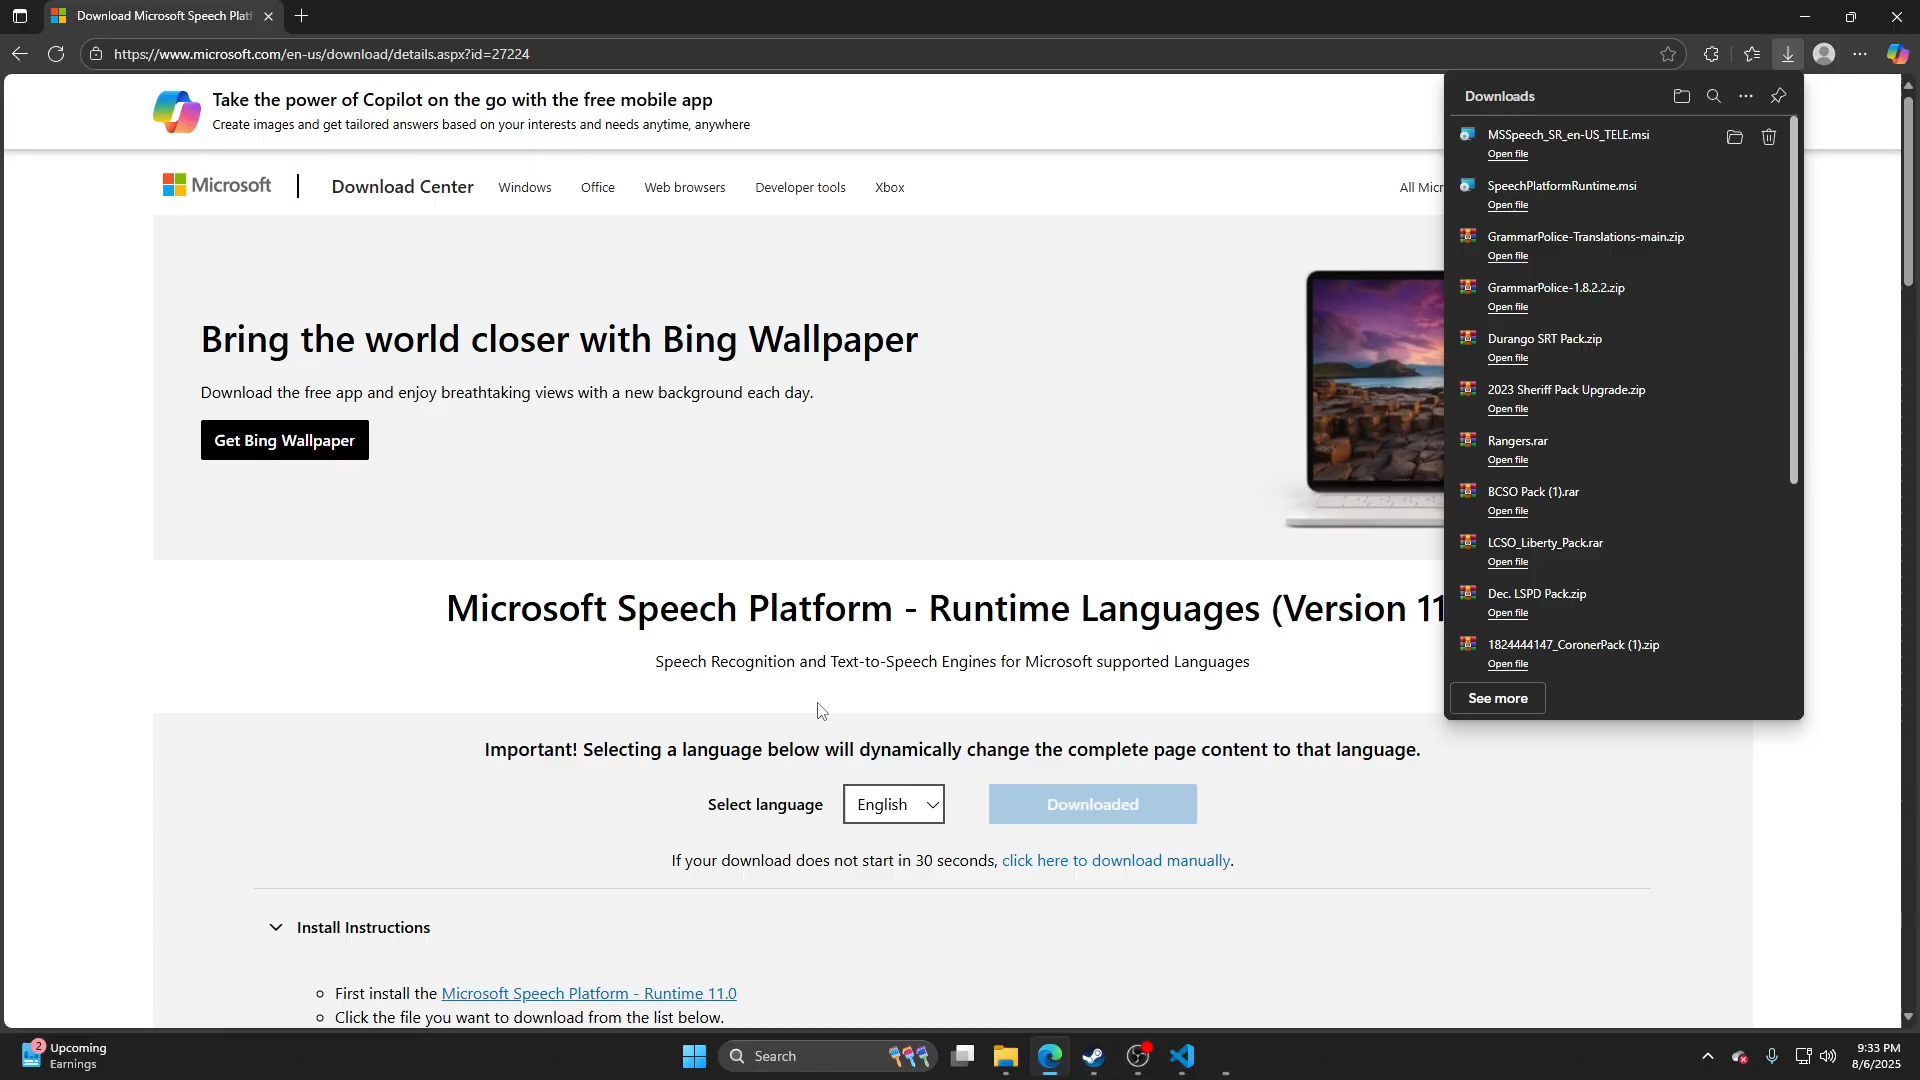 Download Microsoft Speech Platf
https://www.microsoft.com/en-us/download/details.aspx?id=27224
Take the power of Copilot on the go with the free mobile app
Create images and get tailored answers based on your interests and needs anytime, anywhere
Microsoft
Download Center
Windows
Office
Web browsers
Developer tools
Xbox
All Micr
Bring the world closer with Bing Wallpaper
Download the free app and enjoy breathtaking views with a new background each day.
Get Bing Wallpaper
Microsoft Speech Platform - Runtime Languages (Version 11
Speech Recognition and Text-to-Speech Engines for Microsoft supported Languages
Important! Selecting a language below will dynamically change the complete page content to that language.
Select language
English
Downloaded
If your download does not start in 30 seconds, click here to download manually.
Install Instructions
First install the Microsoft Speech Platform - Runtime 11.0
Click the file you want to download from the list below.
Downloads
MSSpeech_SR_en-US_TELE.msi
Open file
SpeechPlatformRuntime.msi
Open file
GrammarPolice-Translations-main.zip
Open file
GrammarPolice-1.8.2.2.zip
Open file
Durango SRT Pack.zip
Open file
2023 Sheriff Pack Upgrade.zip
Open file
Rangers.rar
Open file
BCSO Pack (1).rar
Open file
LCSO_Liberty_Pack.rar
Open file
Dec. LSPD Pack.zip
Open file
1824444147_CoronerPack (1).zip
Open file
See more
2
Upcoming
Earnings
Search
9:33 PM
8/6/2025